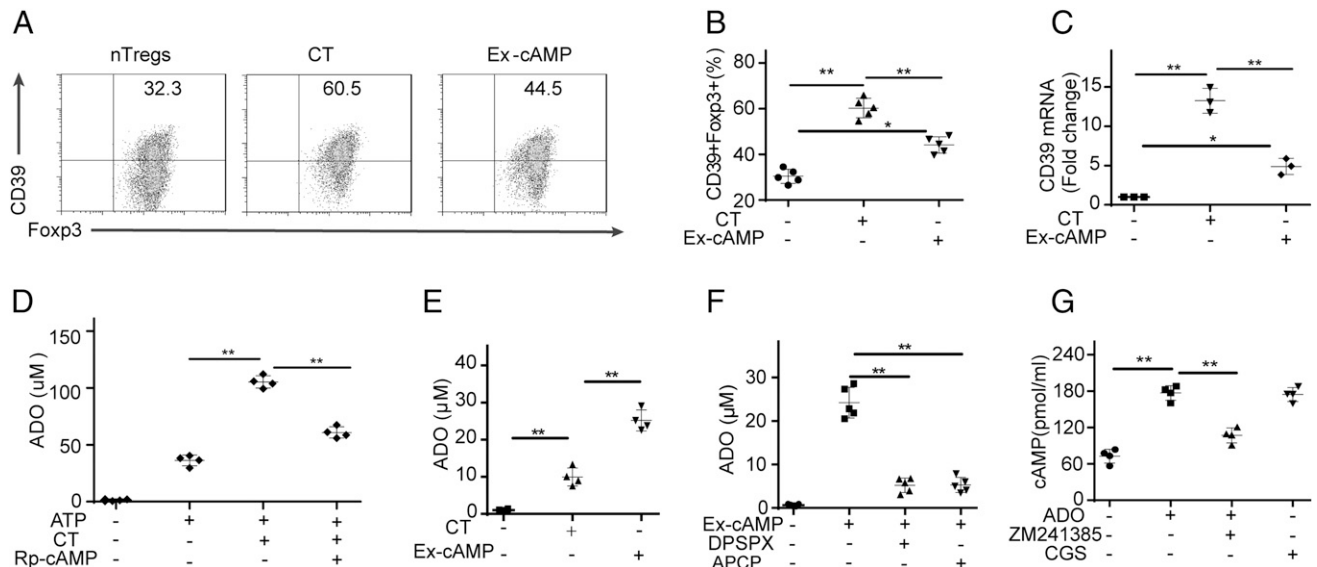 A
nTregs CT Ex-cAMP
32.3 60.5 44.5
CD39
Foxp3
B
CD39+Foxp3+(%)
80
60
40
20
** **
*
CT - + -
Ex-cAMP - - +
C
CD39 mRNA
(Fold change)
15
10
5
0
** **
*
CT - + -
Ex-cAMP - - +
D
ADO (uM)
150
100
50
0
** **
ATP - + + +
CT - - + +
Rp-cAMP - - - +
E
ADO (µM)
40
30
20
10
0
**
**
CT - + -
Ex-cAMP - - +
F
ADO (µM)
30
20
10
0
**
**
Ex-cAMP - + + +
DPSPX - - + -
APCP - - - +
G
cAMP(pmol/ml)
240
180
120
60
0
** **
ADO - + + -
ZM241385 - - + -
CGS - - - +